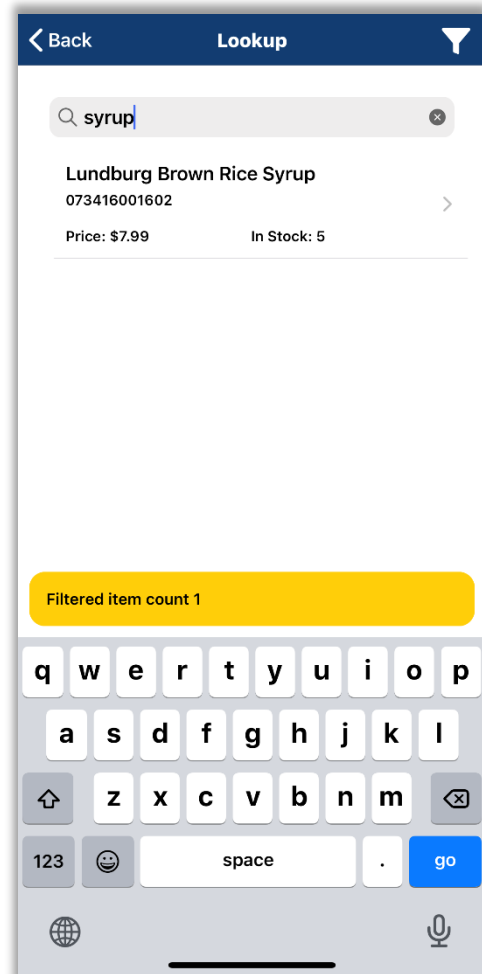 Back
Lookup
syrup
Lundburg Brown Rice Syrup
073416001602
Price: $7.99 In Stock: 5
Filtered item count 1
q w e r t y u i o p
a s d f g h j k l
z x c v b n m
123 space . go